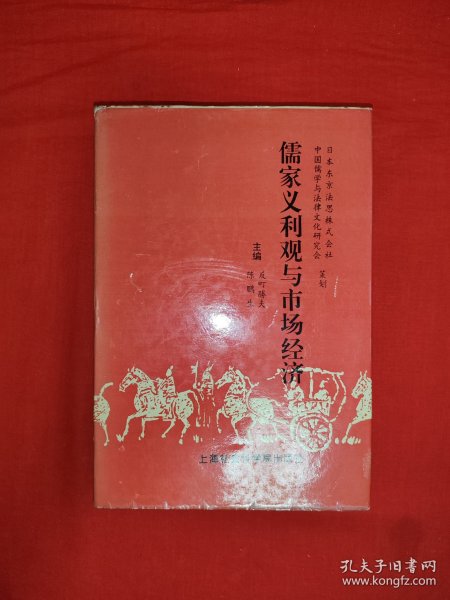 日本东京法思株式会社
中国儒学与法律文化研究会
策划
儒家义利观与市场经济
主编
反町勝夫
陈鹏生
上海社会科学院出版社
孔夫子旧书网
www.kongfz.com